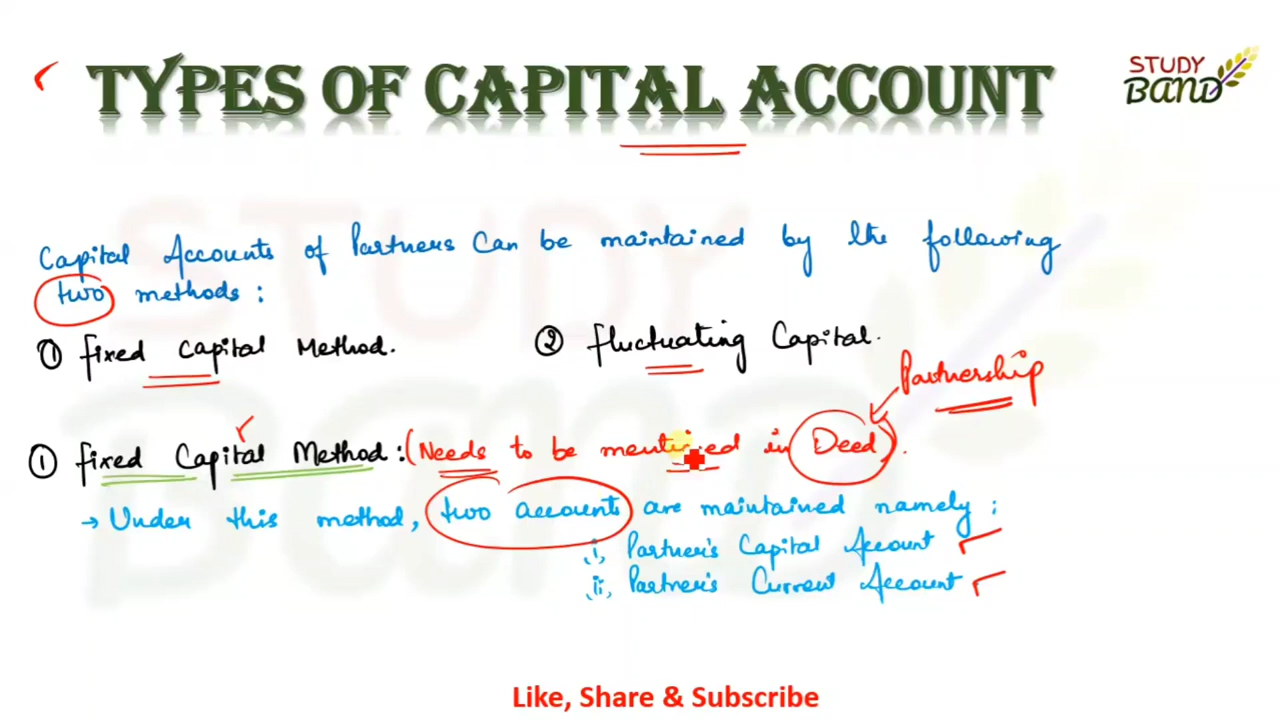 TYPES OF CAPITAL ACCOUNT
STUDY
BAND
Capital Accounts of Partners Can be maintained by the following
two methods:
① fixed capital Method.
② fluctuating Capital.
Partnership
① fixed Capital Method: (Needs to be mentioned in Deed).
→ Under this method, two accounts are maintained namely:
i, Partner's Capital Account
ii, Partner's Current Account
STUDY
BAND
Like, Share & Subscribe